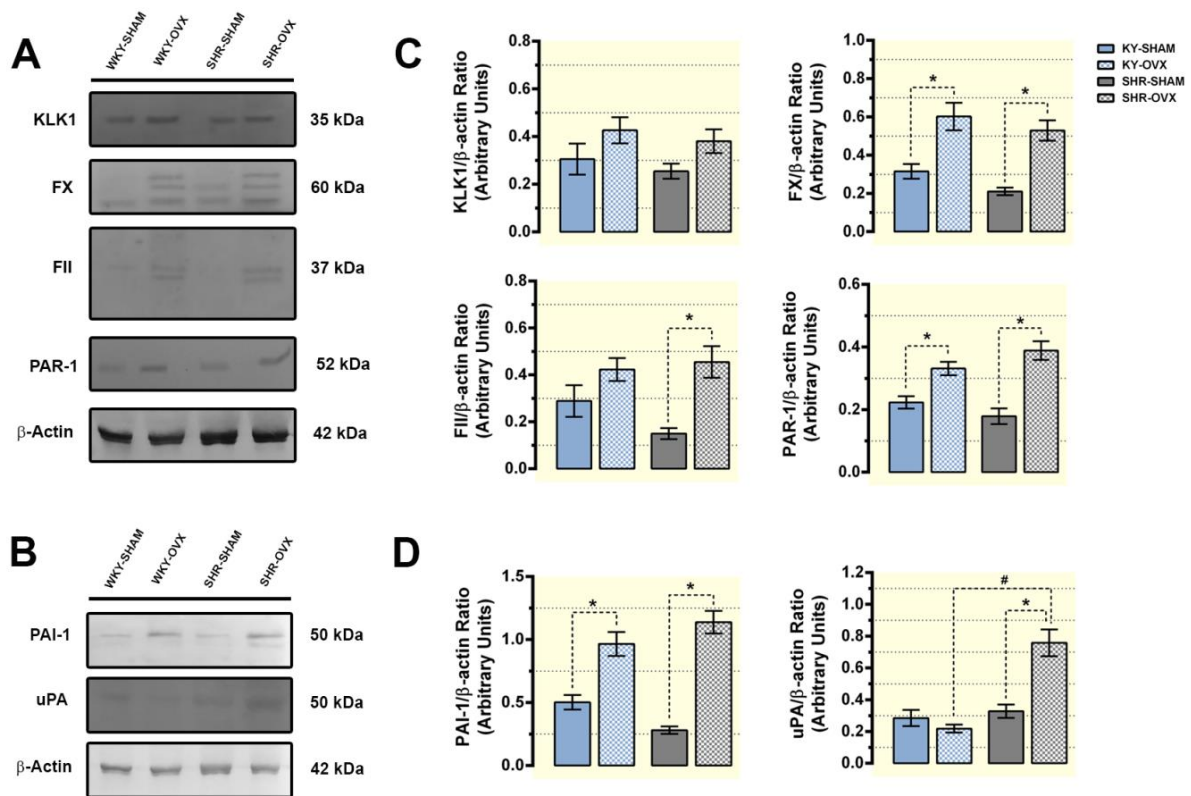 A
WKY-SHAM
WKY-OVX
SHR-SHAM
SHR-OVX
KLK1
35 kDa
FX
60 kDa
FII
37 kDa
PAR-1
52 kDa
β-Actin
42 kDa
B
WKY-SHAM
WKY-OVX
SHR-SHAM
SHR-OVX
PAI-1
50 kDa
uPA
50 kDa
β-Actin
42 kDa
C
KLK1/β-actin Ratio
(Arbitrary Units)
0.8
0.6
0.4
0.2
0.0
FX/β-actin Ratio
(Arbitrary Units)
1.0
0.8
0.6
0.4
0.2
0.0
*
*
KY-SHAM
KY-OVX
SHR-SHAM
SHR-OVX
FII/β-actin Ratio
(Arbitrary Units)
0.8
0.6
0.4
0.2
0.0
*
PAR-1/β-actin Ratio
(Arbitrary Units)
0.6
0.4
0.2
0.0
*
*
D
PAI-1/β-actin Ratio
(Arbitrary Units)
1.5
1.0
0.5
0.0
*
*
uPA/β-actin Ratio
(Arbitrary Units)
1.2
1.0
0.8
0.6
0.4
0.2
0.0
#
*